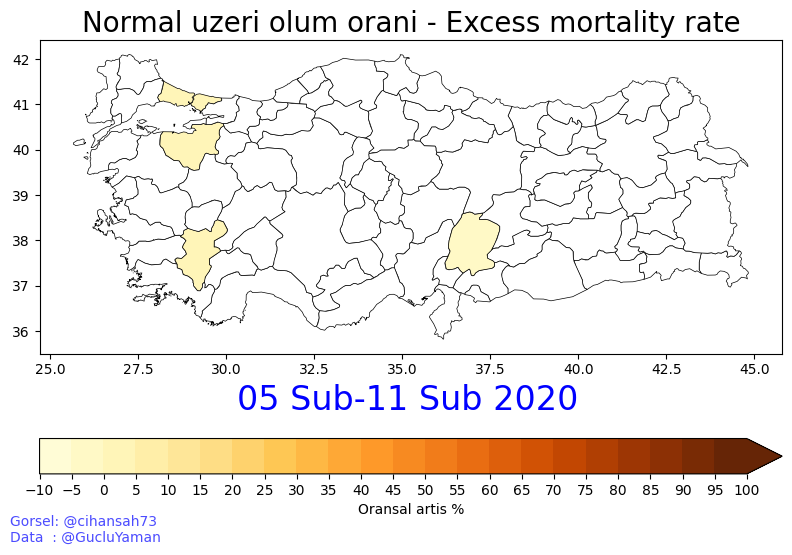 Normal uzeri olum orani - Excess mortality rate
42
41
40
39
38
37
36
25.0 27.5 30.0 32.5 35.0 37.5 40.0 42.5 45.0
05 Sub-11 Sub 2020
−10 −5 0 5 10 15 20 25 30 35 40 45 50 55 60 65 70 75 80 85 90 95 100
Oransal artis %
Gorsel: @cihansah73
Data : @GucluYaman